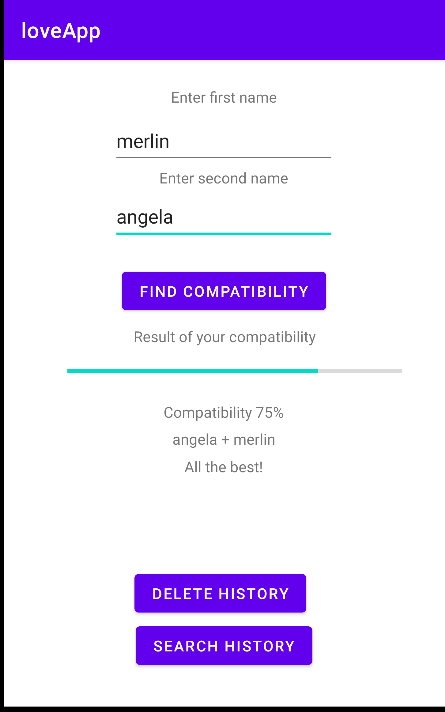 loveApp
Enter first name
merlin
Enter second name
angela
FIND COMPATIBILITY
Result of your compatibility
Compatibility 75%
angela + merlin
All the best!
DELETE HISTORY
SEARCH HISTORY